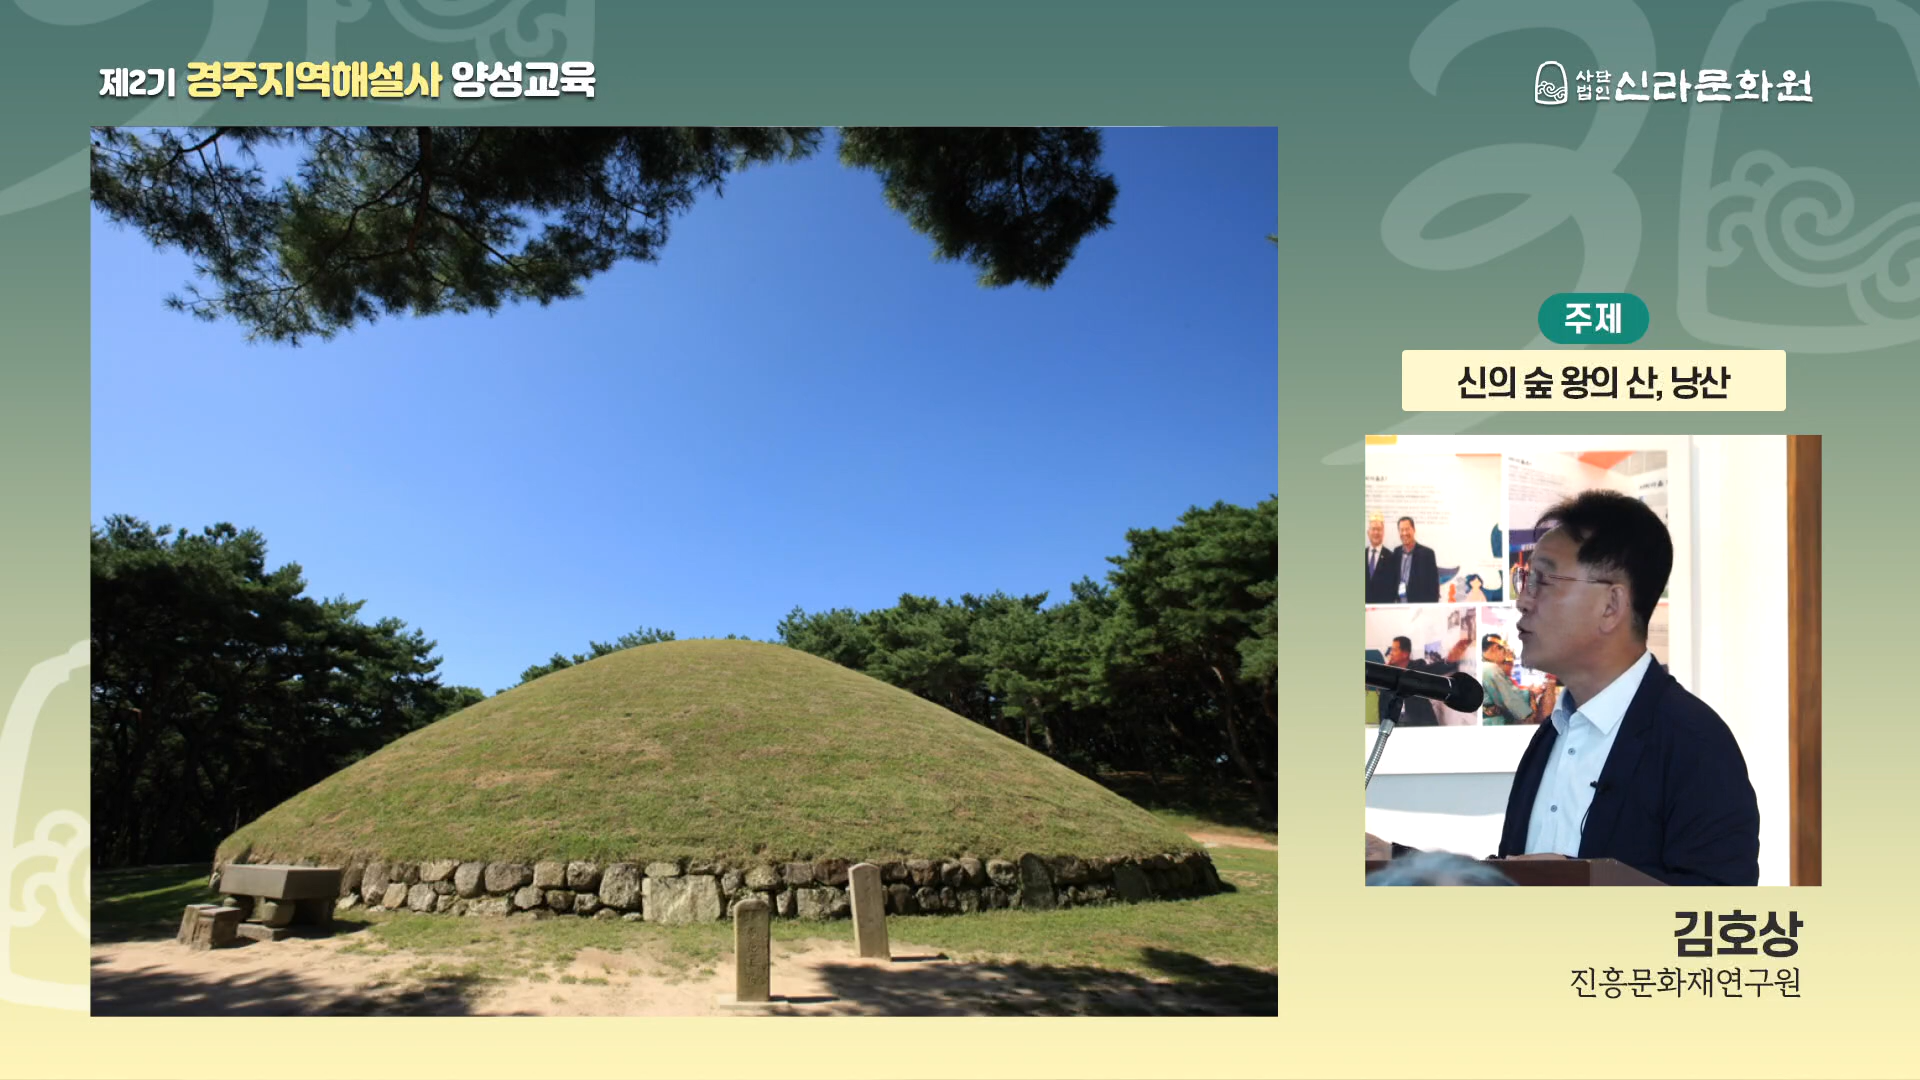 제2기 경주지역해설사 양성교육
사단법인 신라문화원
주제
신의 숲 왕의 산, 낭산
김호상
진흥문화재연구원